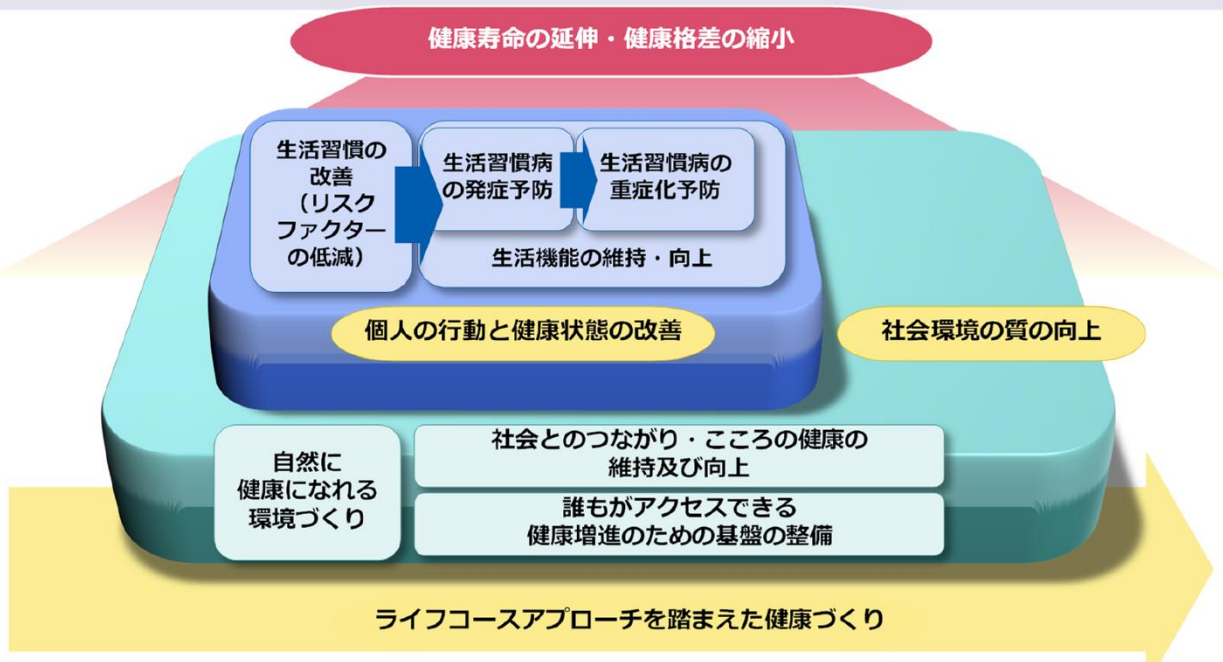 健康寿命の延伸・健康格差の縮小
生活習慣の
改善
（リスク
ファクター
の低減）
生活習慣病
の発症予防
生活習慣病の
重症化予防
生活機能の維持・向上
個人の行動と健康状態の改善
社会環境の質の向上
自然に
健康になれる
環境づくり
社会とのつながり・こころの健康の
維持及び向上
誰もがアクセスできる
健康増進のための基盤の整備
ライフコースアプローチを踏まえた健康づくり